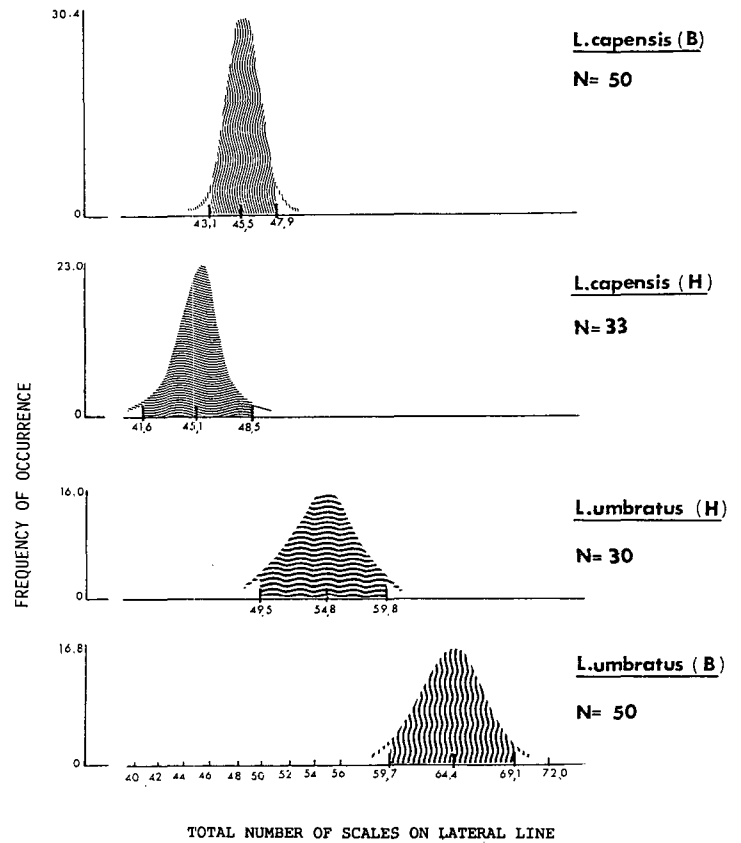 30.4
L.capensis (B)
N= 50
0
43,1 45,5 47,9
23.0
L.capensis (H)
N= 33
0
41,6 45,1 48,5
FREQUENCY OF OCCURRENCE
16.0
L.umbratus (H)
N= 30
0
49,5 54,8 59,8
16.8
L.umbratus (B)
N= 50
0
40 42 44 46 48 50 52 54 56 59,7 64,4 69,1 72,0
TOTAL NUMBER OF SCALES ON LATERAL LINE